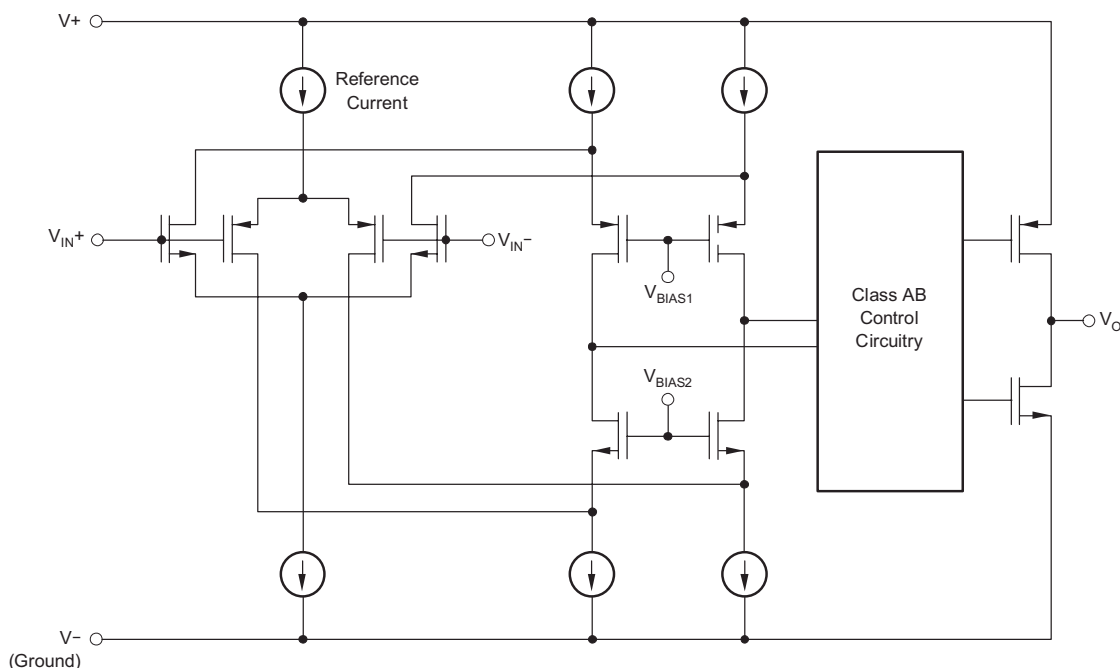 V+
Reference
Current
VIN+
VIN−
VBIAS1
Class AB
Control
Circuitry
VO
VBIAS2
V−
(Ground)